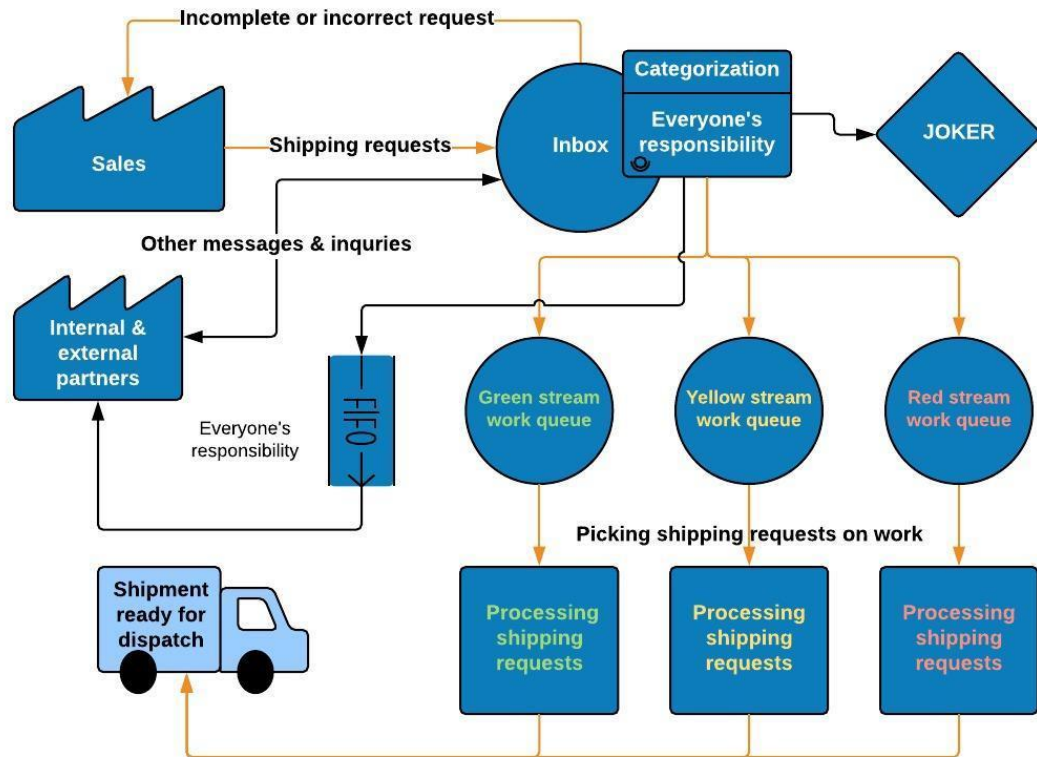 Incomplete or incorrect request
Categorization
Everyone's
responsibility
Inbox
JOKER
Sales
Shipping requests
Other messages & inquries
Internal &
external
partners
FIFO
Everyone's
responsibility
Green stream
work queue
Yellow stream
work queue
Red stream
work queue
Picking shipping requests on work
Shipment
ready for
dispatch
Processing
shipping
requests
Processing
shipping
requests
Processing
shipping
requests